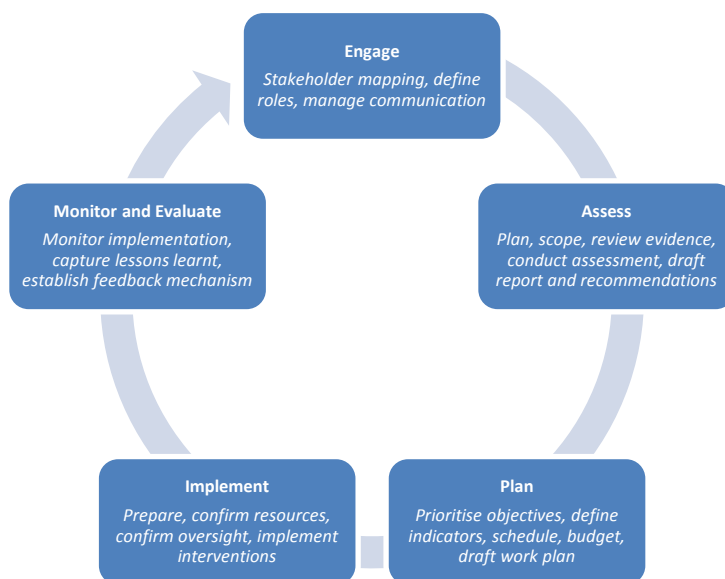 Engage
Stakeholder mapping, define
roles, manage communication
Assess
Plan, scope, review evidence,
conduct assessment, draft
report and recommendations
Plan
Prioritise objectives, define
indicators, schedule, budget,
draft work plan
Implement
Prepare, confirm resources,
confirm oversight, implement
interventions
Monitor and Evaluate
Monitor implementation,
capture lessons learnt,
establish feedback mechanism